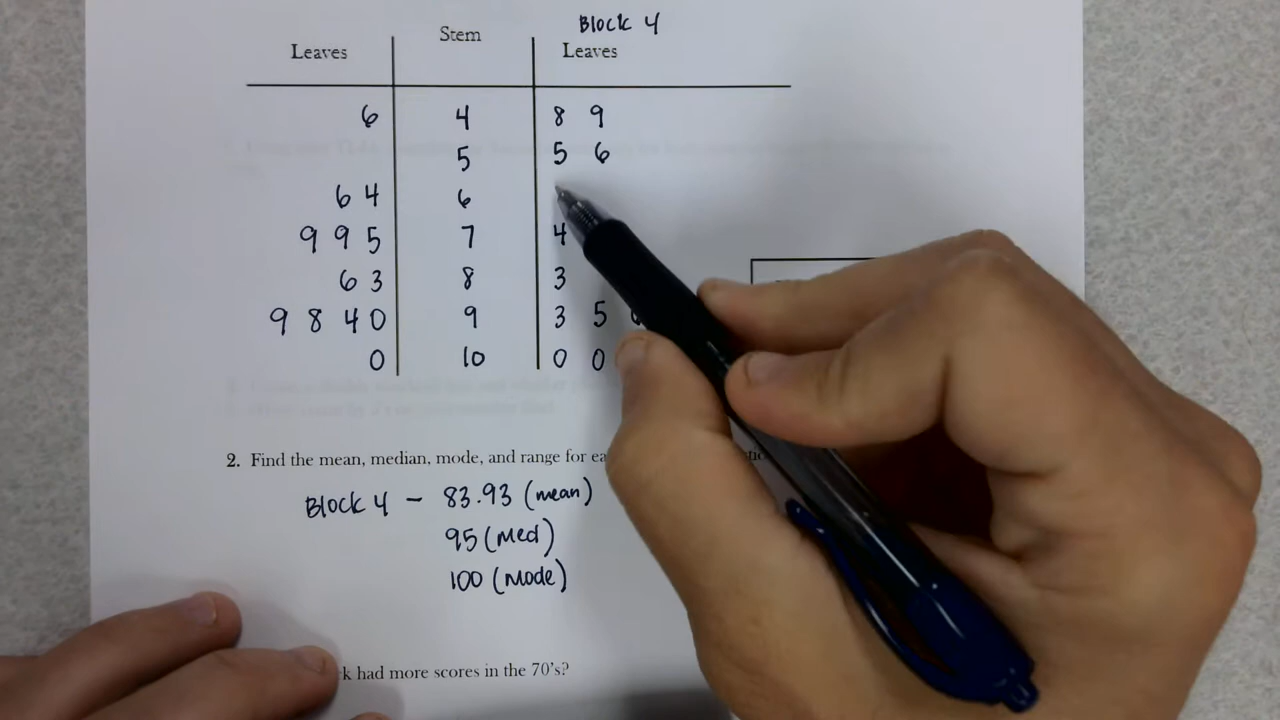 Block 4
Leaves Stem Leaves
6 4 8 9
5 5 6
6 4 6
9 9 5 7 4
6 3 8 3
9 8 4 0 9 3 5
0 10 0 0
2. Find the mean, median, mode, and range for
Block 4 - 83.93 (mean)
95 (Med)
100 (Mode)
had more scores in the 70's?